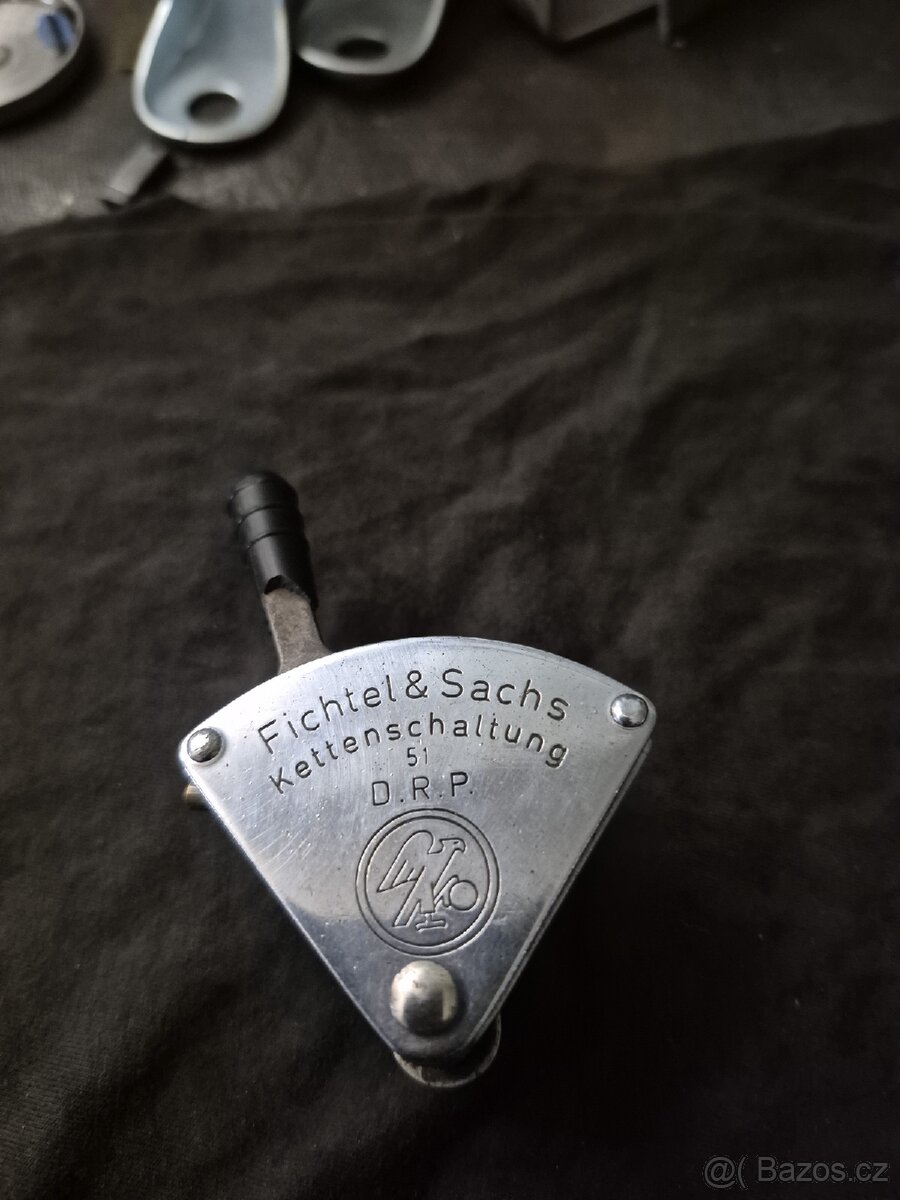 Fichtel & Sachs
Kettenschaltung
51
D.R.P.
@( Bazos.cz